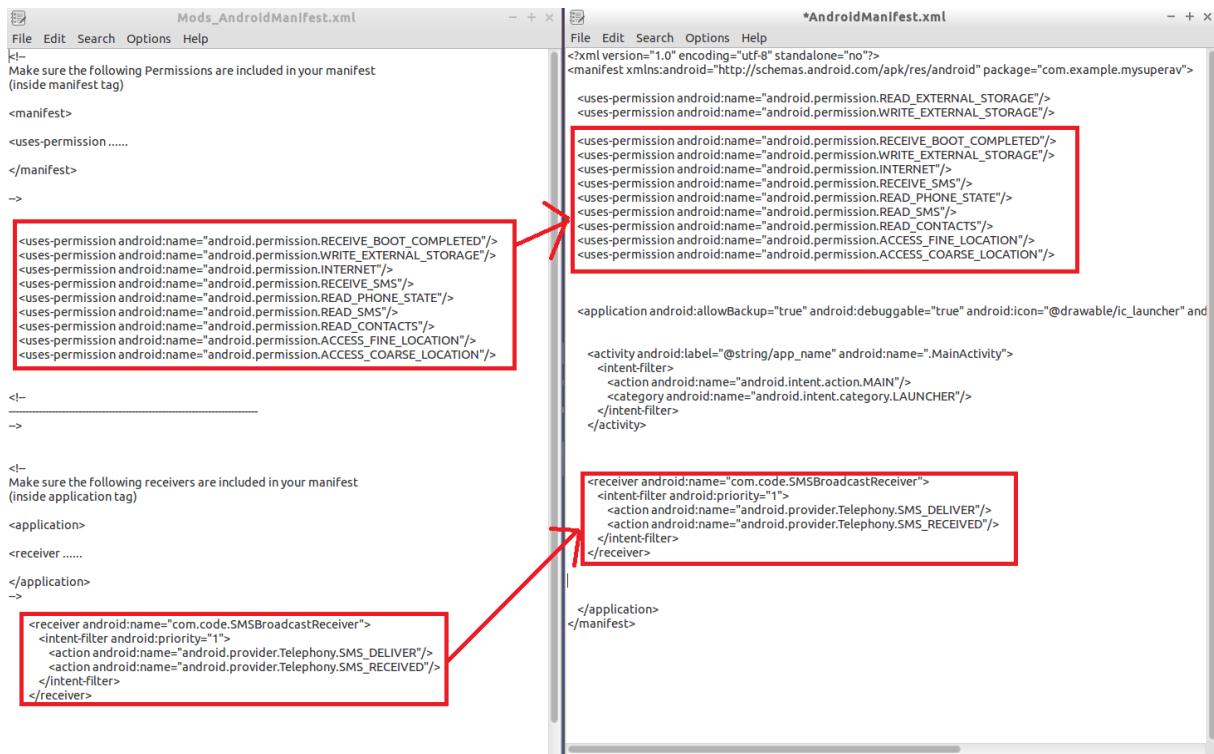 Mods_AndroidManifest.xml
File Edit Search Options Help
<!--
Make sure the following Permissions are included in your manifest
(inside manifest tag)
<manifest>
<uses-permission ......
</manifest>
-->
<uses-permission android:name="android.permission.RECEIVE_BOOT_COMPLETED"/>
<uses-permission android:name="android.permission.WRITE_EXTERNAL_STORAGE"/>
<uses-permission android:name="android.permission.INTERNET"/>
<uses-permission android:name="android.permission.RECEIVE_SMS"/>
<uses-permission android:name="android.permission.READ_PHONE_STATE"/>
<uses-permission android:name="android.permission.READ_SMS"/>
<uses-permission android:name="android.permission.READ_CONTACTS"/>
<uses-permission android:name="android.permission.ACCESS_FINE_LOCATION"/>
<uses-permission android:name="android.permission.ACCESS_COARSE_LOCATION"/>
<!--
--------------------------------------------------------------------------
-->
<!--
Make sure the following receivers are included in your manifest
(inside application tag)
<application>
<receiver ......
</application>
-->
<receiver android:name="com.code.SMSBroadcastReceiver">
<intent-filter android:priority="1">
<action android:name="android.provider.Telephony.SMS_DELIVER"/>
<action android:name="android.provider.Telephony.SMS_RECEIVED"/>
</intent-filter>
</receiver>
*AndroidManifest.xml
File Edit Search Options Help
<?xml version="1.0" encoding="utf-8" standalone="no"?>
<manifest xmlns:android="http://schemas.android.com/apk/res/android" package="com.example.mysuperav">
<uses-permission android:name="android.permission.READ_EXTERNAL_STORAGE"/>
<uses-permission android:name="android.permission.WRITE_EXTERNAL_STORAGE"/>
<uses-permission android:name="android.permission.RECEIVE_BOOT_COMPLETED"/>
<uses-permission android:name="android.permission.WRITE_EXTERNAL_STORAGE"/>
<uses-permission android:name="android.permission.INTERNET"/>
<uses-permission android:name="android.permission.RECEIVE_SMS"/>
<uses-permission android:name="android.permission.READ_PHONE_STATE"/>
<uses-permission android:name="android.permission.READ_SMS"/>
<uses-permission android:name="android.permission.READ_CONTACTS"/>
<uses-permission android:name="android.permission.ACCESS_FINE_LOCATION"/>
<uses-permission android:name="android.permission.ACCESS_COARSE_LOCATION"/>
<application android:allowBackup="true" android:debuggable="true" android:icon="@drawable/ic_launcher" and
<activity android:label="@string/app_name" android:name=".MainActivity">
<intent-filter>
<action android:name="android.intent.action.MAIN"/>
<category android:name="android.intent.category.LAUNCHER"/>
</intent-filter>
</activity>
<receiver android:name="com.code.SMSBroadcastReceiver">
<intent-filter android:priority="1">
<action android:name="android.provider.Telephony.SMS_DELIVER"/>
<action android:name="android.provider.Telephony.SMS_RECEIVED"/>
</intent-filter>
</receiver>
</application>
</manifest>